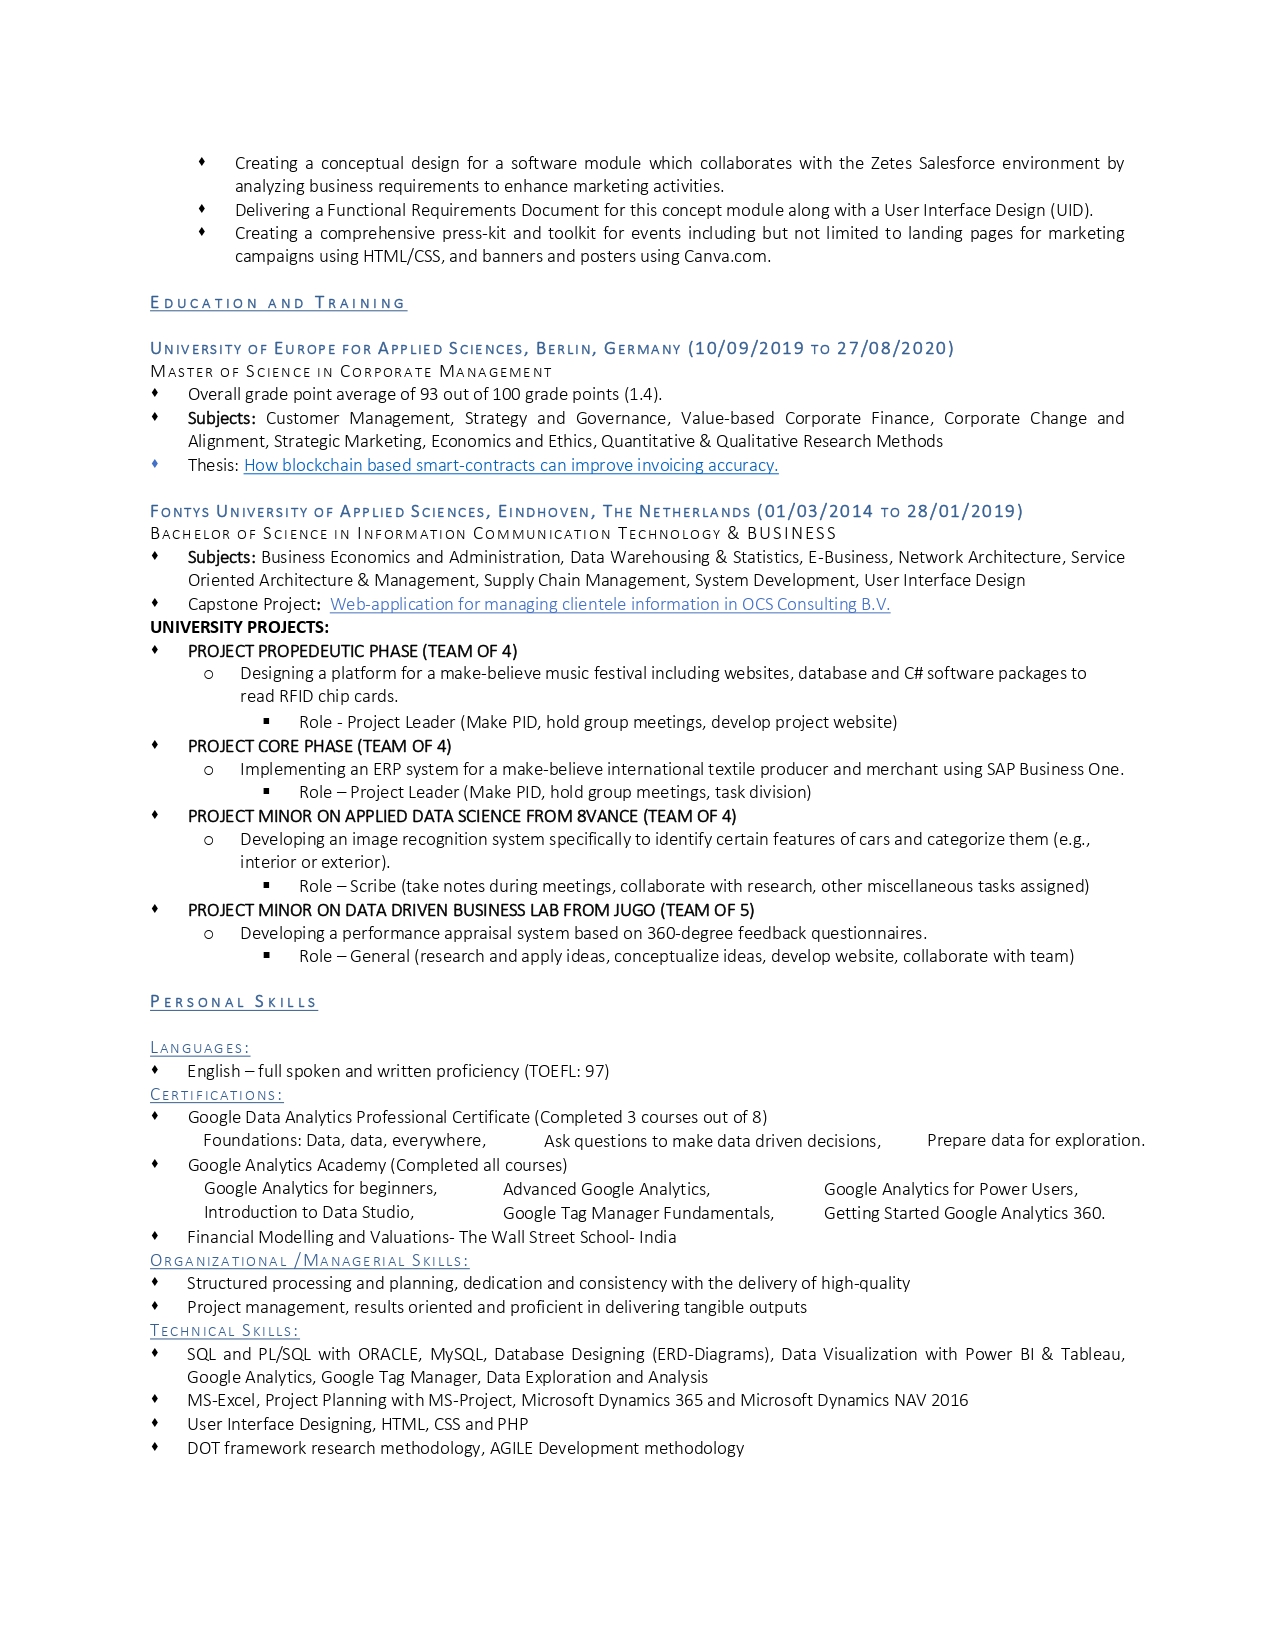 ♦ Creating a conceptual design for a software module which collaborates with the Zetes Salesforce environment by
analyzing business requirements to enhance marketing activities.
♦ Delivering a Functional Requirements Document for this concept module along with a User Interface Design (UID).
♦ Creating a comprehensive press-kit and toolkit for events including but not limited to landing pages for marketing
campaigns using HTML/CSS, and banners and posters using Canva.com.
EDUCATION AND TRAINING
UNIVERSITY OF EUROPE FOR APPLIED SCIENCES, BERLIN, GERMANY (10/09/2019 TO 27/08/2020)
MASTER OF SCIENCE IN CORPORATE MANAGEMENT
♦ Overall grade point average of 93 out of 100 grade points (1.4).
♦ Subjects: Customer Management, Strategy and Governance, Value-based Corporate Finance, Corporate Change and
Alignment, Strategic Marketing, Economics and Ethics, Quantitative & Qualitative Research Methods
♦ Thesis: How blockchain based smart-contracts can improve invoicing accuracy.
FONTYS UNIVERSITY OF APPLIED SCIENCES, EINDHOVEN, THE NETHERLANDS (01/03/2014 TO 28/01/2019)
BACHELOR OF SCIENCE IN INFORMATION COMMUNICATION TECHNOLOGY & BUSINESS
♦ Subjects: Business Economics and Administration, Data Warehousing & Statistics, E-Business, Network Architecture, Service
Oriented Architecture & Management, Supply Chain Management, System Development, User Interface Design
♦ Capstone Project: Web-application for managing clientele information in OCS Consulting B.V.
UNIVERSITY PROJECTS:
♦ PROJECT PROPEDEUTIC PHASE (TEAM OF 4)
o Designing a platform for a make-believe music festival including websites, database and C# software packages to
read RFID chip cards.
▪ Role - Project Leader (Make PID, hold group meetings, develop project website)
♦ PROJECT CORE PHASE (TEAM OF 4)
o Implementing an ERP system for a make-believe international textile producer and merchant using SAP Business One.
▪ Role – Project Leader (Make PID, hold group meetings, task division)
♦ PROJECT MINOR ON APPLIED DATA SCIENCE FROM 8VANCE (TEAM OF 4)
o Developing an image recognition system specifically to identify certain features of cars and categorize them (e.g.,
interior or exterior).
▪ Role – Scribe (take notes during meetings, collaborate with research, other miscellaneous tasks assigned)
♦ PROJECT MINOR ON DATA DRIVEN BUSINESS LAB FROM JUGO (TEAM OF 5)
o Developing a performance appraisal system based on 360-degree feedback questionnaires.
▪ Role – General (research and apply ideas, conceptualize ideas, develop website, collaborate with team)
PERSONAL SKILLS
LANGUAGES:
♦ English – full spoken and written proficiency (TOEFL: 97)
CERTIFICATIONS:
♦ Google Data Analytics Professional Certificate (Completed 3 courses out of 8)
Foundations: Data, data, everywhere, Ask questions to make data driven decisions, Prepare data for exploration.
♦ Google Analytics Academy (Completed all courses)
Google Analytics for beginners, Advanced Google Analytics, Google Analytics for Power Users,
Introduction to Data Studio, Google Tag Manager Fundamentals, Getting Started Google Analytics 360.
♦ Financial Modelling and Valuations- The Wall Street School- India
ORGANIZATIONAL /MANAGERIAL SKILLS:
♦ Structured processing and planning, dedication and consistency with the delivery of high-quality
♦ Project management, results oriented and proficient in delivering tangible outputs
TECHNICAL SKILLS:
♦ SQL and PL/SQL with ORACLE, MySQL, Database Designing (ERD-Diagrams), Data Visualization with Power BI & Tableau,
Google Analytics, Google Tag Manager, Data Exploration and Analysis
♦ MS-Excel, Project Planning with MS-Project, Microsoft Dynamics 365 and Microsoft Dynamics NAV 2016
♦ User Interface Designing, HTML, CSS and PHP
♦ DOT framework research methodology, AGILE Development methodology